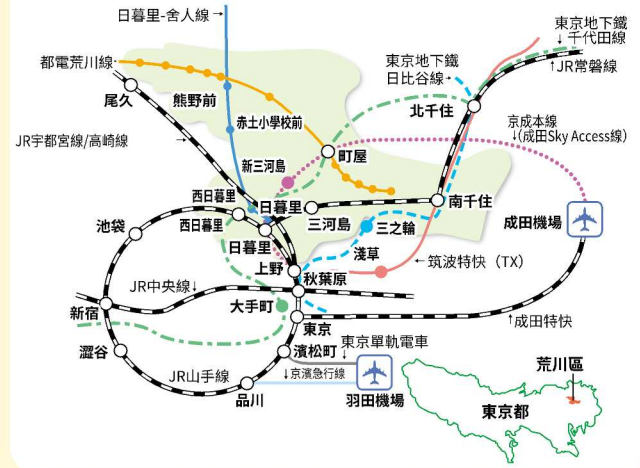 日暮里-舍人線→
東京地下鐵
↓千代田線
↑JR常磐線
都電荒川線
東京地下鐵
日比谷線
尾久
熊野前
赤土小學校前
北千住
京成本線
↓(成田Sky Access線)
JR宇都宮線/高崎線
新三河島
町屋
西日暮里
日暮里
南千住
西日暮里
三河島
三之輪
成田機場
池袋
日暮里
淺草
上野
←筑波特快（TX）
秋葉原
JR中央線↓
大手町
新宿
東京
↑成田特快
澀谷
濱松町
東京單軌電車
↓
↓京濱急行線
JR山手線
品川
羽田機場
荒川區
東京都